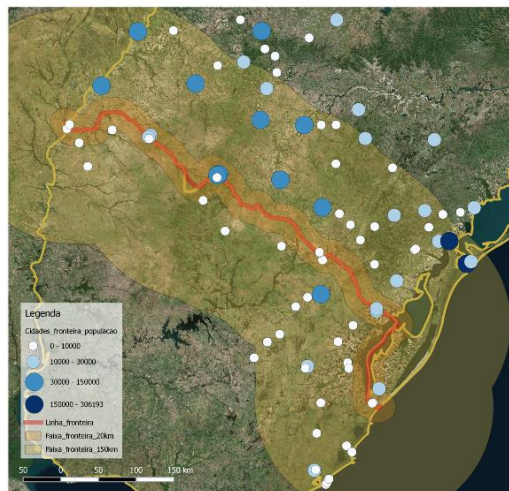 Legenda
Cidades_fronteira_populacao
0 - 10000
10000 - 30000
30000 - 150000
150000 - 306193
Linha_fronteira
Faixa_fronteira_20km
Faixa_fronteira_150km
50 0 50 100 150 km